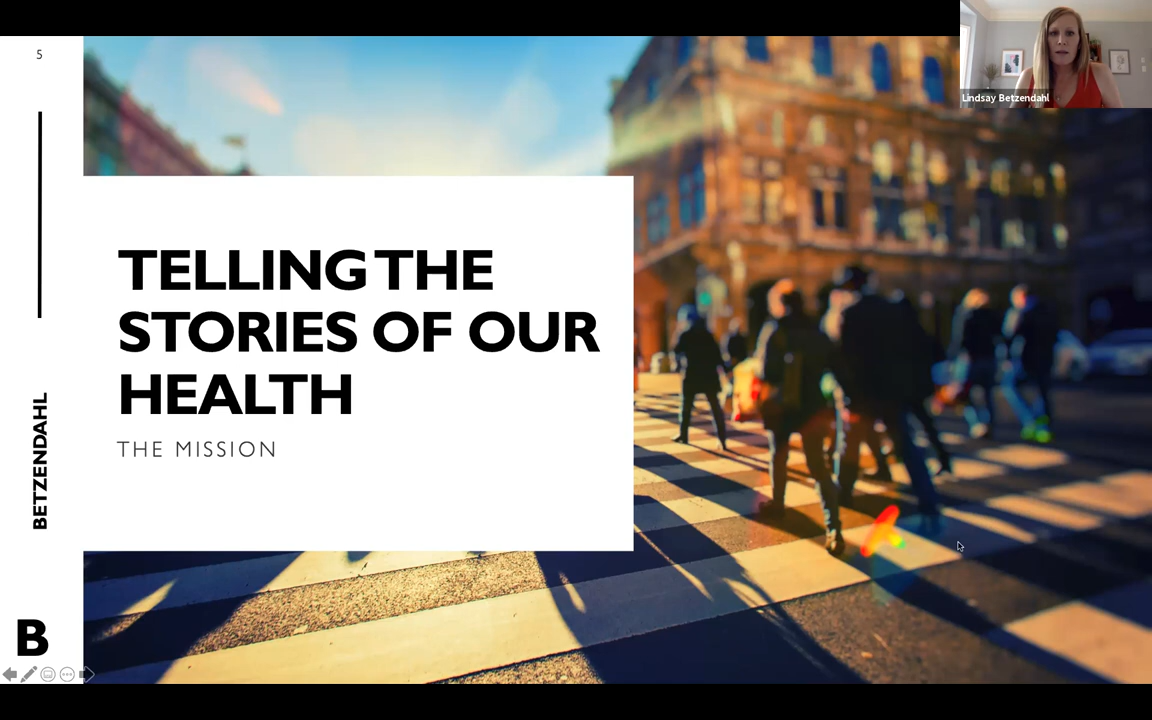 5
Lindsay Betzendahl
TELLING THE
STORIES OF OUR
HEALTH
THE MISSION
BETZENDAHL
B